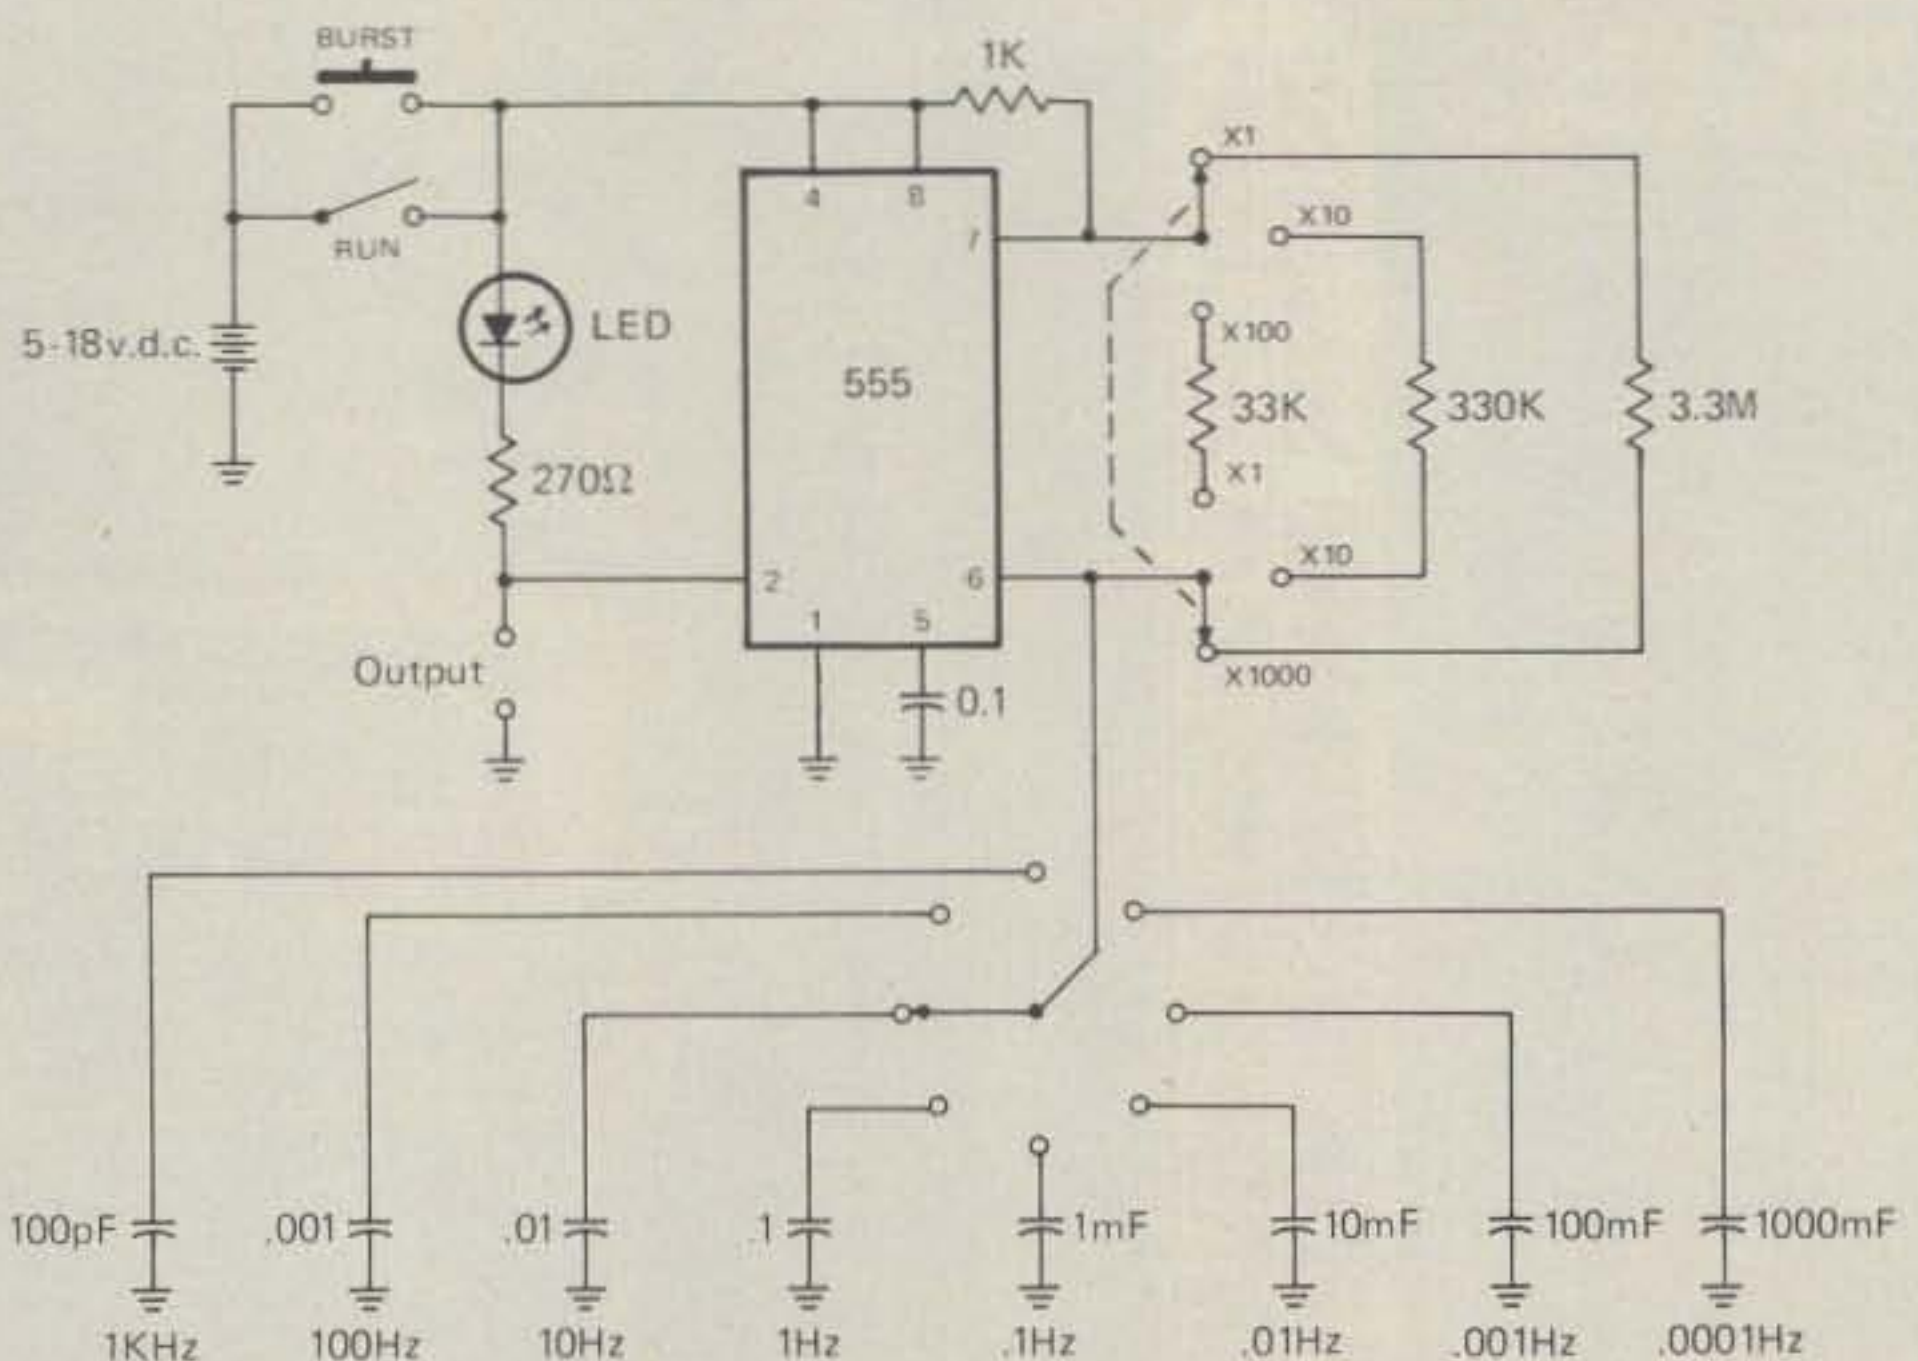 BURST
1K
X1
4
8
X10
7
RUN
LED
X100
5-18v.d.c.
555
33K
330K
3.3M
270Ω
X1
X10
2
6
1
5
Output
X1000
0.1
100pF
.001
.01
.1
1mF
10mF
100mF
1000mF
1KHz
100Hz
10Hz
1Hz
.1Hz
.01Hz
.001Hz
.0001Hz